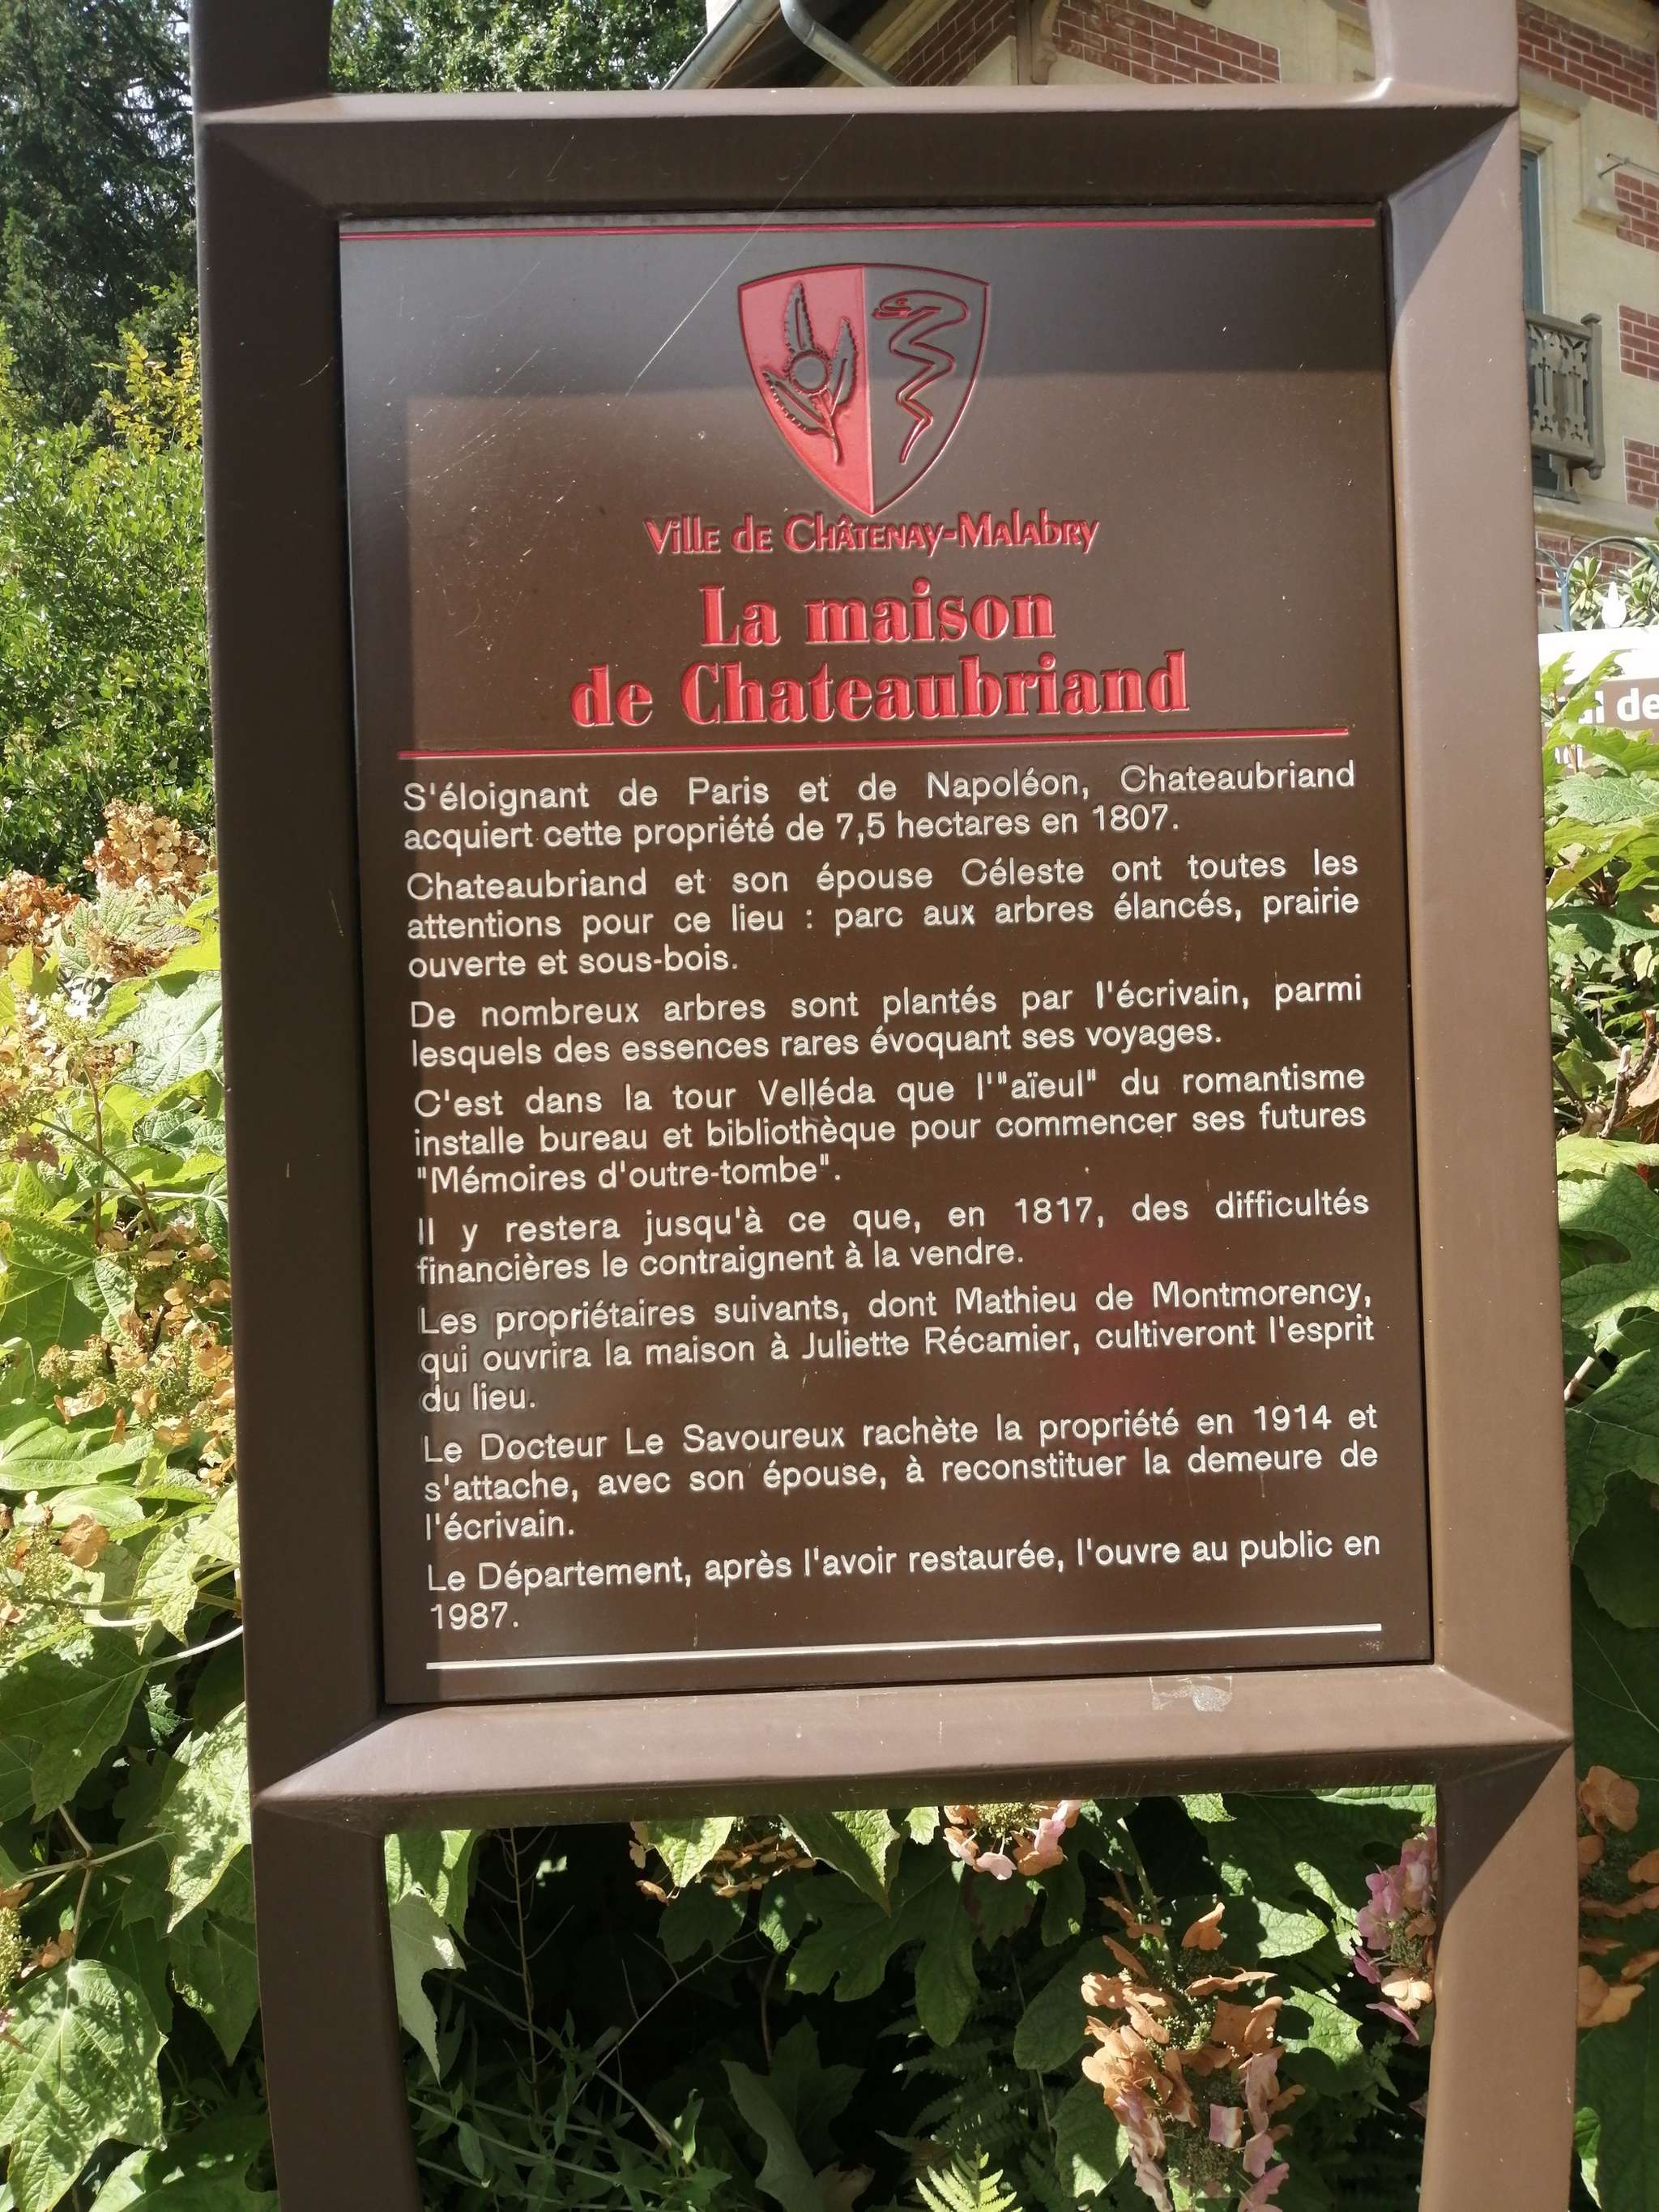 Ville de Châtenay-Malabry
La maison
de Chateaubriand
S'éloignant de Paris et de Napoléon, Chateaubriand
acquiert cette propriété de 7,5 hectares en 1807.
Chateaubriand et son épouse Céleste ont toutes les
attentions pour ce lieu : parc aux arbres élancés, prairie
ouverte et sous-bois.
De nombreux arbres sont plantés par l'écrivain, parmi
lesquels des essences rares évoquant ses voyages.
C'est dans la tour Velléda que l'"aïeul" du romantisme
installe bureau et bibliothèque pour commencer ses futures
"Mémoires d'outre-tombe".
Il y restera jusqu'à ce que, en 1817, des difficultés
financières le contraignent à la vendre.
Les propriétaires suivants, dont Mathieu de Montmorency,
qui ouvrira la maison à Juliette Récamier, cultiveront l'esprit
du lieu.
Le Docteur Le Savoureux rachète la propriété en 1914 et
s'attache, avec son épouse, à reconstituer la demeure de
l'écrivain.
Le Département, après l'avoir restaurée, l'ouvre au public en
1987.
de